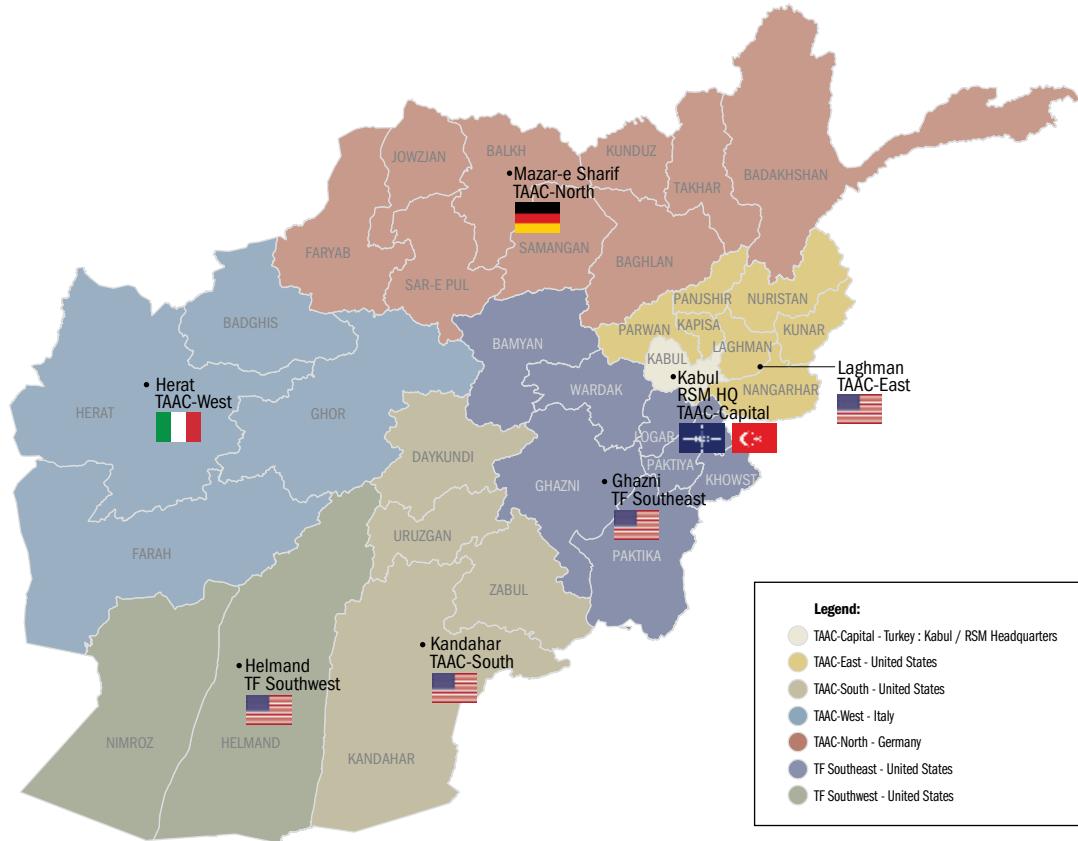 JOWZJAN
BALKH
KUNDUZ
TAKHAR
BADAKHSHAN
• Mazar-e Sharif
TAAC-North
FARYAB
SAMANGAN
BAGHLAN
SAR-E PUL
PANJSHIR
NURISTAN
BADGHIS
PARWAN
KAPISA
KUNAR
BAMYAN
KABUL
LAGHMAN
Laghman
TAAC-East
• Herat
TAAC-West
HERAT
GHOR
WARDAK
• Kabul
RSM HQ
TAAC-Capital
NANGARHAR
LOGAR
DAYKUNDI
PAKTIYA
KHOWST
GHAZNI
• Ghazni
TF Southeast
URUZGAN
FARAH
PAKTIKA
ZABUL
• Kandahar
TAAC-South
• Helmand
TF Southwest
NIMROZ
HELMAND
KANDAHAR
Legend:
TAAC-Capital - Turkey : Kabul / RSM Headquarters
TAAC-East - United States
TAAC-South - United States
TAAC-West - Italy
TAAC-North - Germany
TF Southeast - United States
TF Southwest - United States